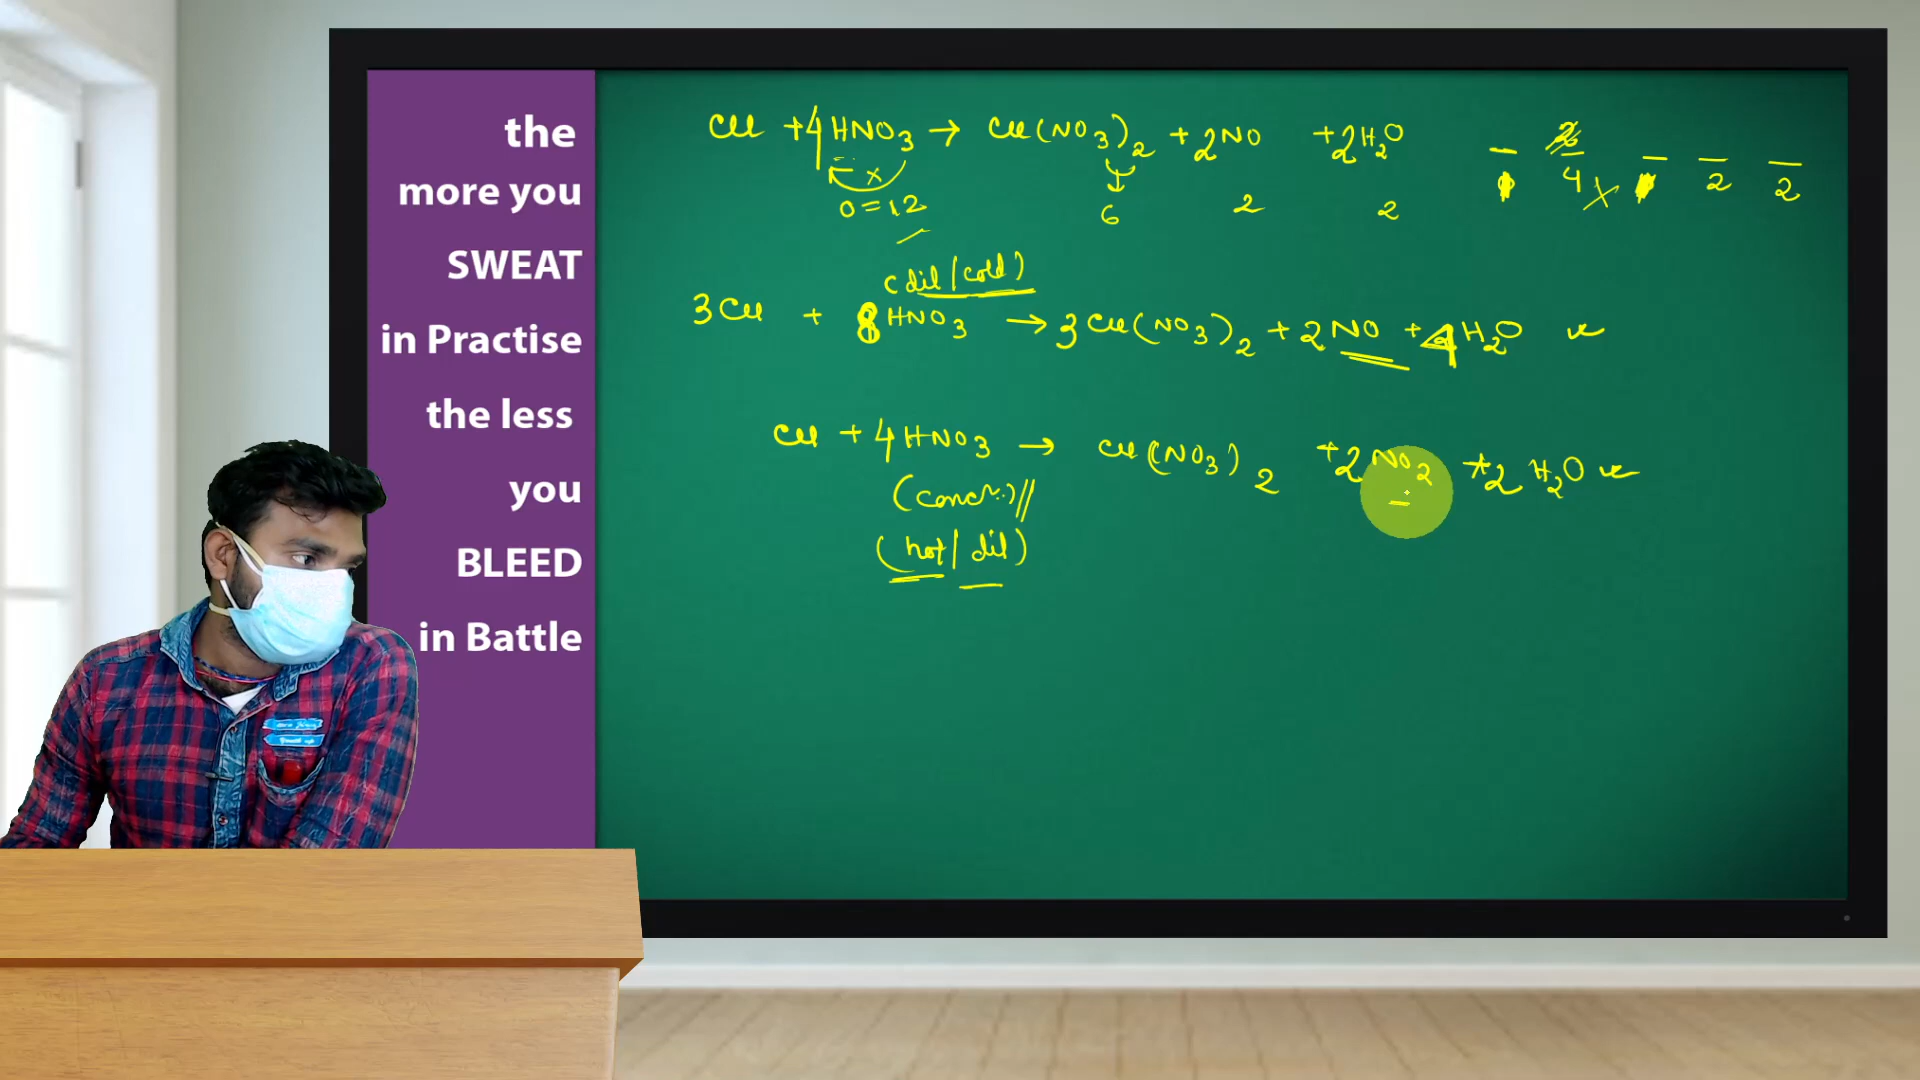 the
more you
SWEAT
in Practise
the less
you
BLEED
in Battle
Cu + 4HNO3 → Cu(NO3)2 + 2NO + 2H2O
0 = 12 6 2 2
4 x 2 2
(dil/cold)
3Cu + 8HNO3 → 3Cu(NO3)2 + 2NO + 4H2O
Cu + 4HNO3 → Cu(NO3)2 + 2NO2 + 2H2O
(concn.)
(hot/dil)